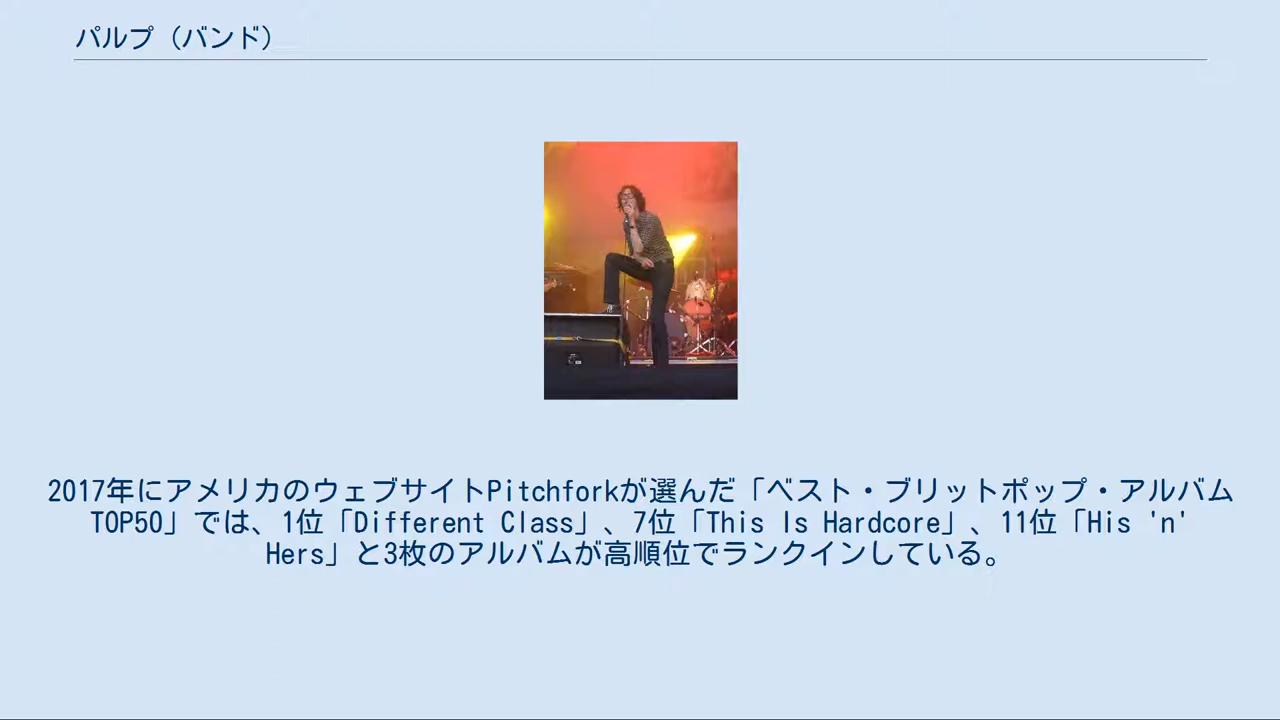 パルプ（バンド）
2017年にアメリカのウェブサイトPitchforkが選んだ「ベスト・ブリットポップ・アルバム
TOP50」では、1位「Different Class」、7位「This Is Hardcore」、11位「His 'n'
Hers」と3枚のアルバムが高順位でランクインしている。